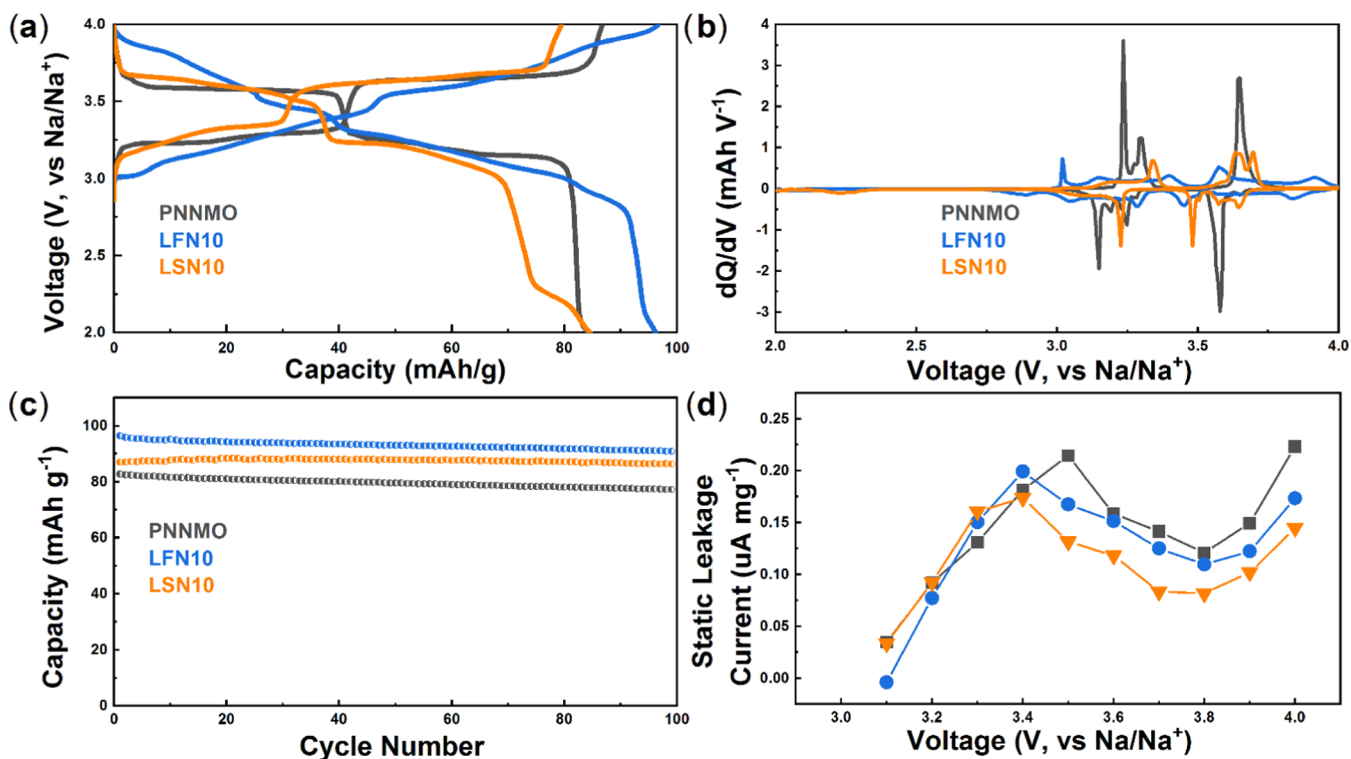 (a)
Voltage (V, vs Na/Na⁺)
4.0
3.5
3.0
2.5
2.0
PNNMO
LFN10
LSN10
0 20 40 60 80 100
Capacity (mAh/g)
(b)
dQ/dV (mAh V⁻¹)
4
3
2
1
0
-1
-2
-3
PNNMO
LFN10
LSN10
2.0 2.5 3.0 3.5 4.0
Voltage (V, vs Na/Na⁺)
(c)
Capacity (mAh g⁻¹)
100
80
60
40
20
0
PNNMO
LFN10
LSN10
0 20 40 60 80 100
Cycle Number
(d)
Static Leakage
Current (uA mg⁻¹)
0.25
0.20
0.15
0.10
0.05
0.00
3.0 3.2 3.4 3.6 3.8 4.0
Voltage (V, vs Na/Na⁺)